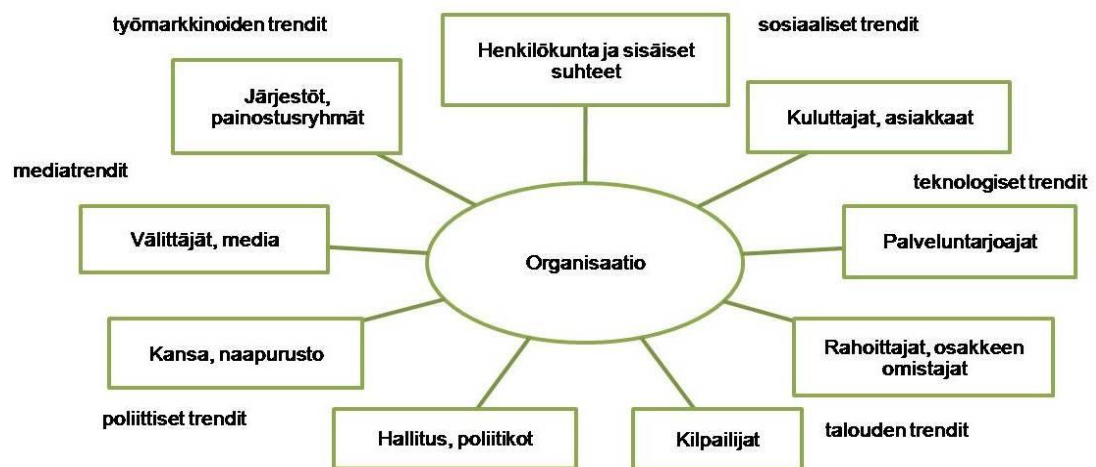 työmarkkinoiden trendit
sosiaaliset trendit
Henkilökunta ja sisäiset
suhteet
Järjestöt,
painostusryhmät
Kuluttajat, asiakkaat
mediatrendit
teknologiset trendit
Välittäjät, media
Organisaatio
Palveluntarjoajat
Kansa, naapurusto
Rahoittajat, osakkeen
omistajat
poliittiset trendit
Hallitus, poliitikot
Kilpailijat
talouden trendit